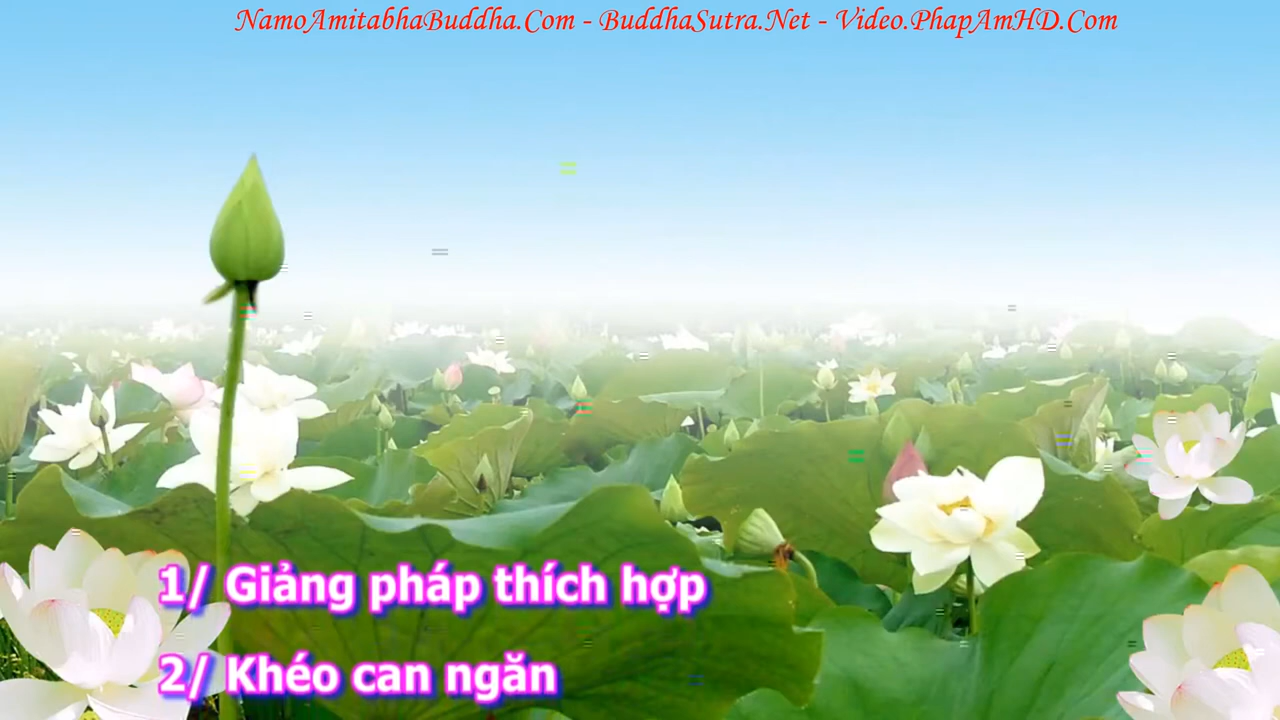 NamoAmitabhaBuddha.Com - BuddhaSutra.Net - Video.PhapAmHD.Com
1/ Giảng pháp thích hợp
2/ Khéo can ngăn